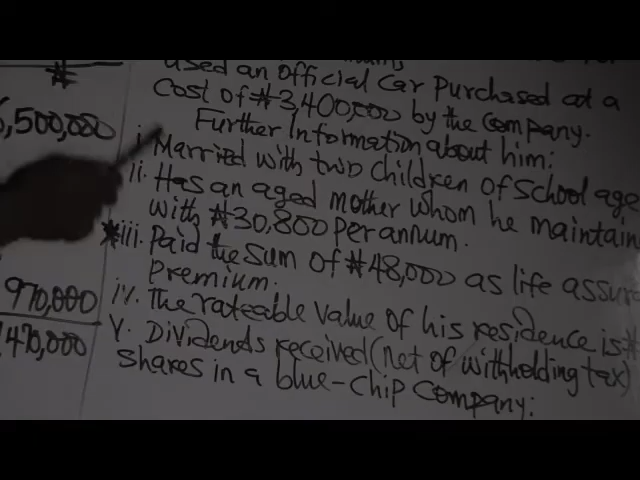 used an official car purchased at a
cost of ₦3,400,000 by the company.
Further Information about him:
i. Married with two children of school age
ii. Has an aged mother whom he maintain
with ₦30,800 per annum.
*iii. Paid the sum of ₦48,000 as life assura
premium.
iv. The rateable value of his residence is ₦
v. Dividends received (net of withholding tax)
shares in a blue-chip company:
₦
6,500,000
970,000
1470,000